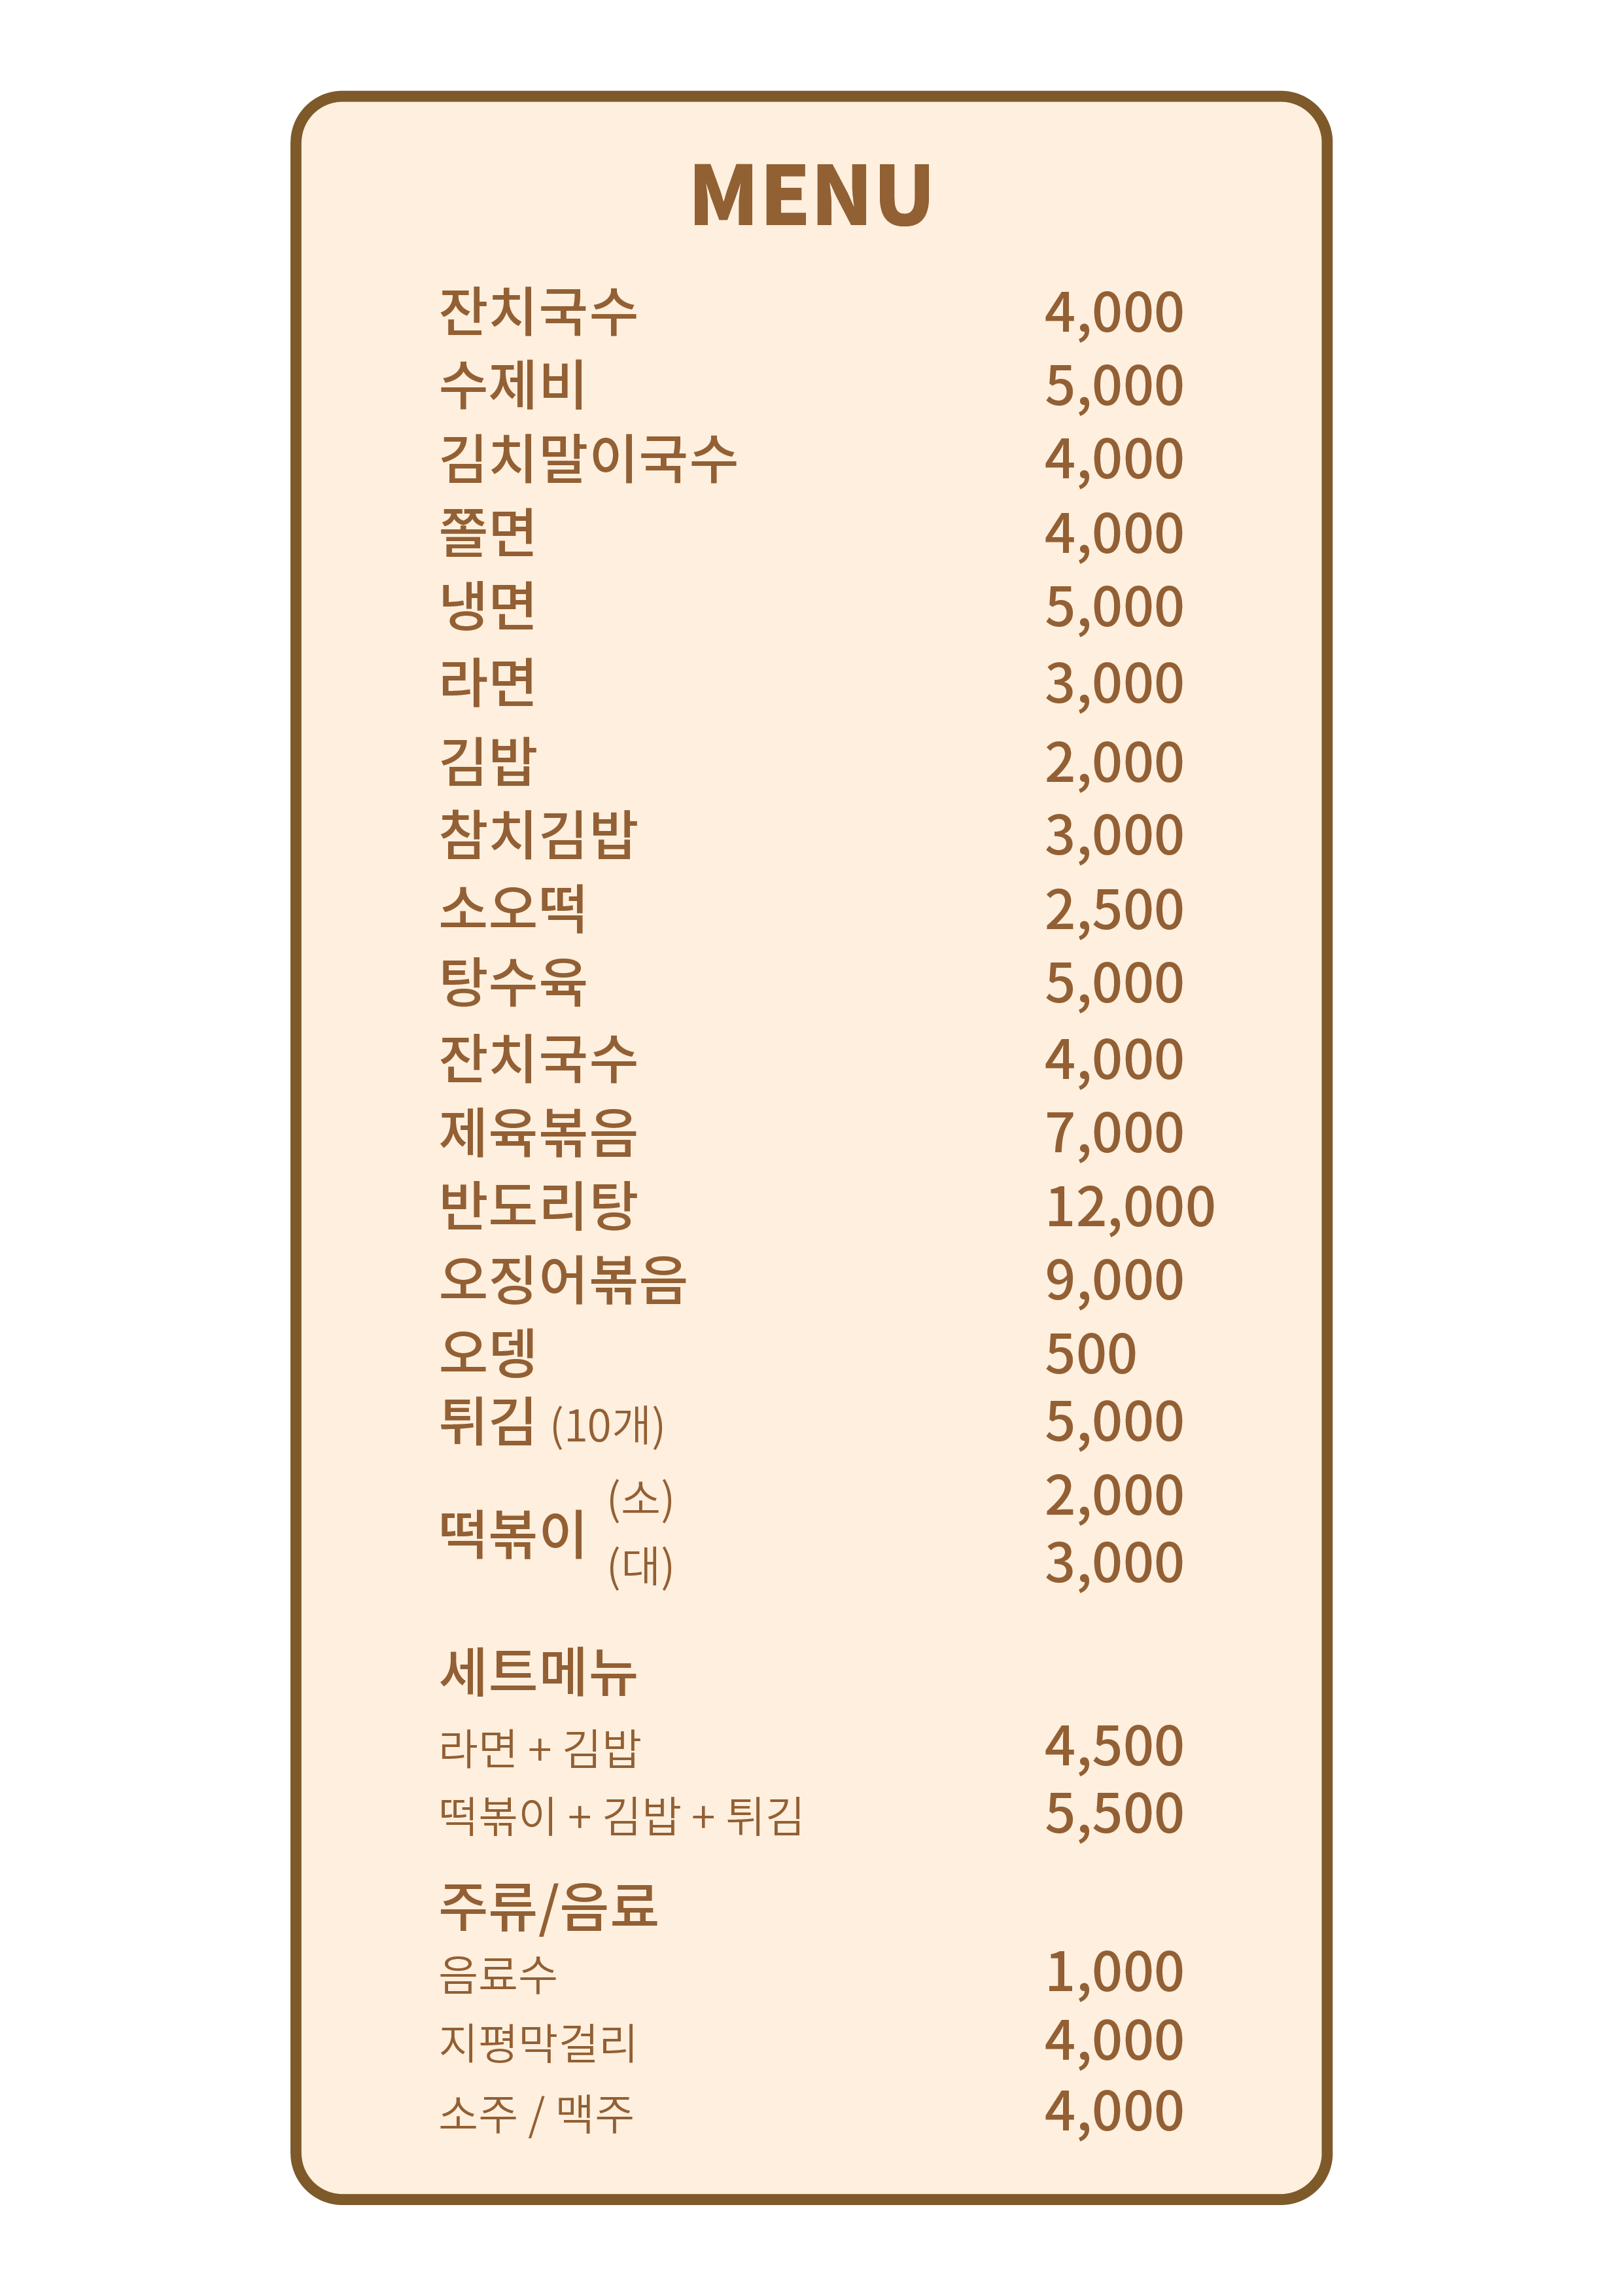 MENU
잔치국수 4,000
수제비 5,000
김치말이국수 4,000
쫄면 4,000
냉면 5,000
라면 3,000
김밥 2,000
참치김밥 3,000
소오떡 2,500
탕수육 5,000
잔치국수 4,000
제육볶음 7,000
반도리탕 12,000
오징어볶음 9,000
오뎅 500
튀김 (10개) 5,000
떡볶이 (소) 2,000
(대) 3,000
세트메뉴
라면 + 김밥 4,500
떡볶이 + 김밥 + 튀김 5,500
주류/음료
음료수 1,000
지평막걸리 4,000
소주 / 맥주 4,000